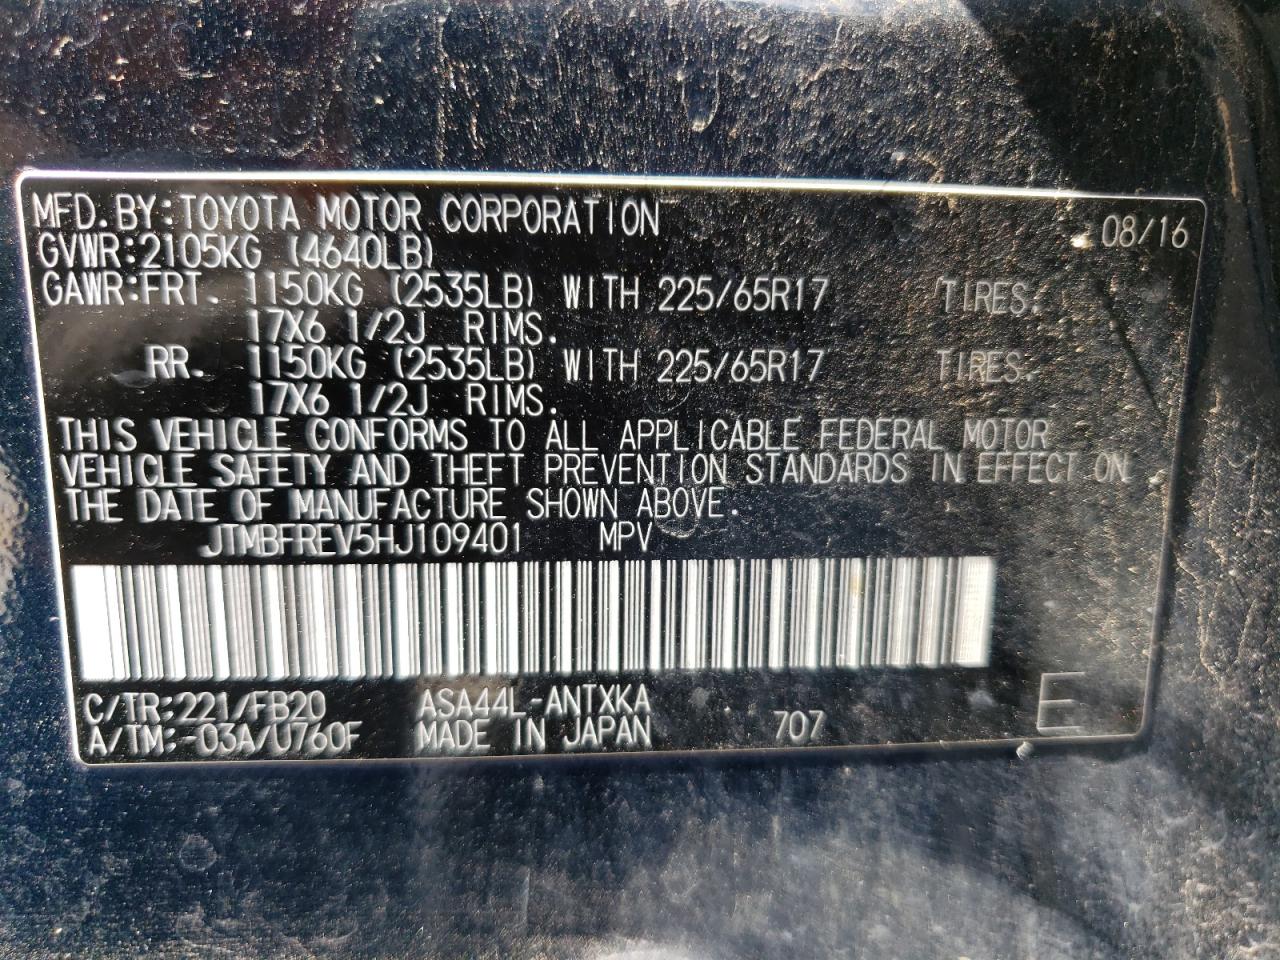 MFD.BY:TOYOTA MOTOR CORPORATION 08/16
GVWR:2105KG (4640LB)
GAWR:FRT. 1150KG (2535LB) WITH 225/65R17 TIRES.
17X6 1/2J RIMS.
RR. 1150KG (2535LB) WITH 225/65R17 TIRES.
17X6 1/2J RIMS.
THIS VEHICLE CONFORMS TO ALL APPLICABLE FEDERAL MOTOR
VEHICLE SAFETY AND THEFT PREVENTION STANDARDS IN EFFECT ON
THE DATE OF MANUFACTURE SHOWN ABOVE.
JTMBFREV5HJ109401 MPV
C/TR:221/FB20 ASA44L-ANTXKA
A/TM:-03A/U760F MADE IN JAPAN 707 E